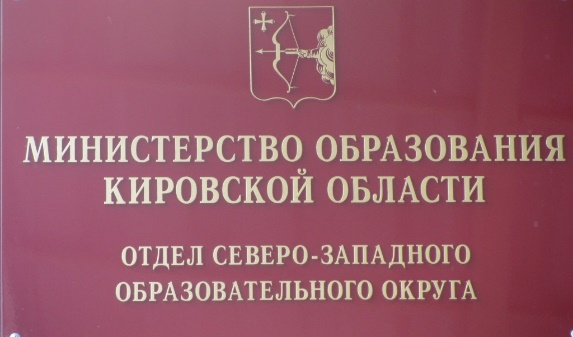 МИНИСТЕРСТВО ОБРАЗОВАНИЯ
КИРОВСКОЙ ОБЛАСТИ
ОТДЕЛ СЕВЕРО-ЗАПАДНОГО
ОБРАЗОВАТЕЛЬНОГО ОКРУГА